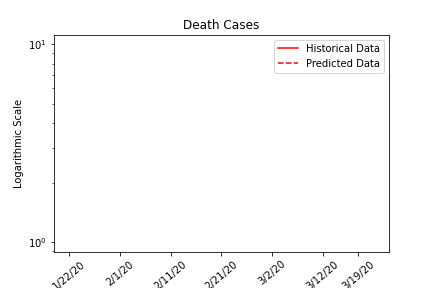 Death Cases
10¹
Historical Data
Predicted Data
Logarithmic Scale
10⁰
1/22/20 2/1/20 2/11/20 2/21/20 3/2/20 3/12/20 3/19/20